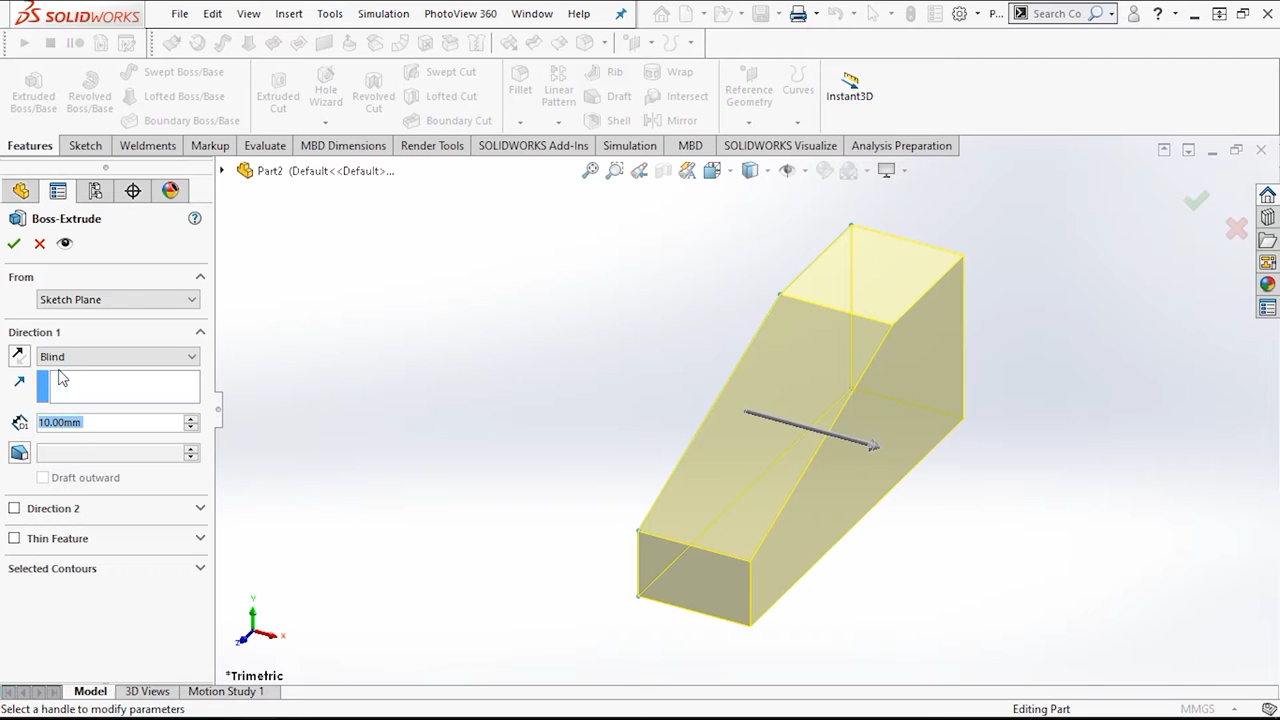 SOLIDWORKS File Edit View Insert Tools Simulation PhotoView 360 Window Help P... Search Co
Extruded Boss/Base
Revolved Boss/Base
Swept Boss/Base
Lofted Boss/Base
Boundary Boss/Base
Extruded Cut
Hole Wizard
Revolved Cut
Swept Cut
Lofted Cut
Boundary Cut
Fillet
Linear Pattern
Rib
Draft
Shell
Wrap
Intersect
Mirror
Reference Geometry
Curves
Instant3D
Features Sketch Weldments Markup Evaluate MBD Dimensions Render Tools SOLIDWORKS Add-Ins Simulation MBD SOLIDWORKS Visualize Analysis Preparation
Part2 (Default<<Default>...
Boss-Extrude
From
Sketch Plane
Direction 1
Blind
D1 10.00mm
Draft outward
Direction 2
Thin Feature
Selected Contours
Y
X
Z
*Trimetric
Model 3D Views Motion Study 1
Select a handle to modify parameters Editing Part MMGS